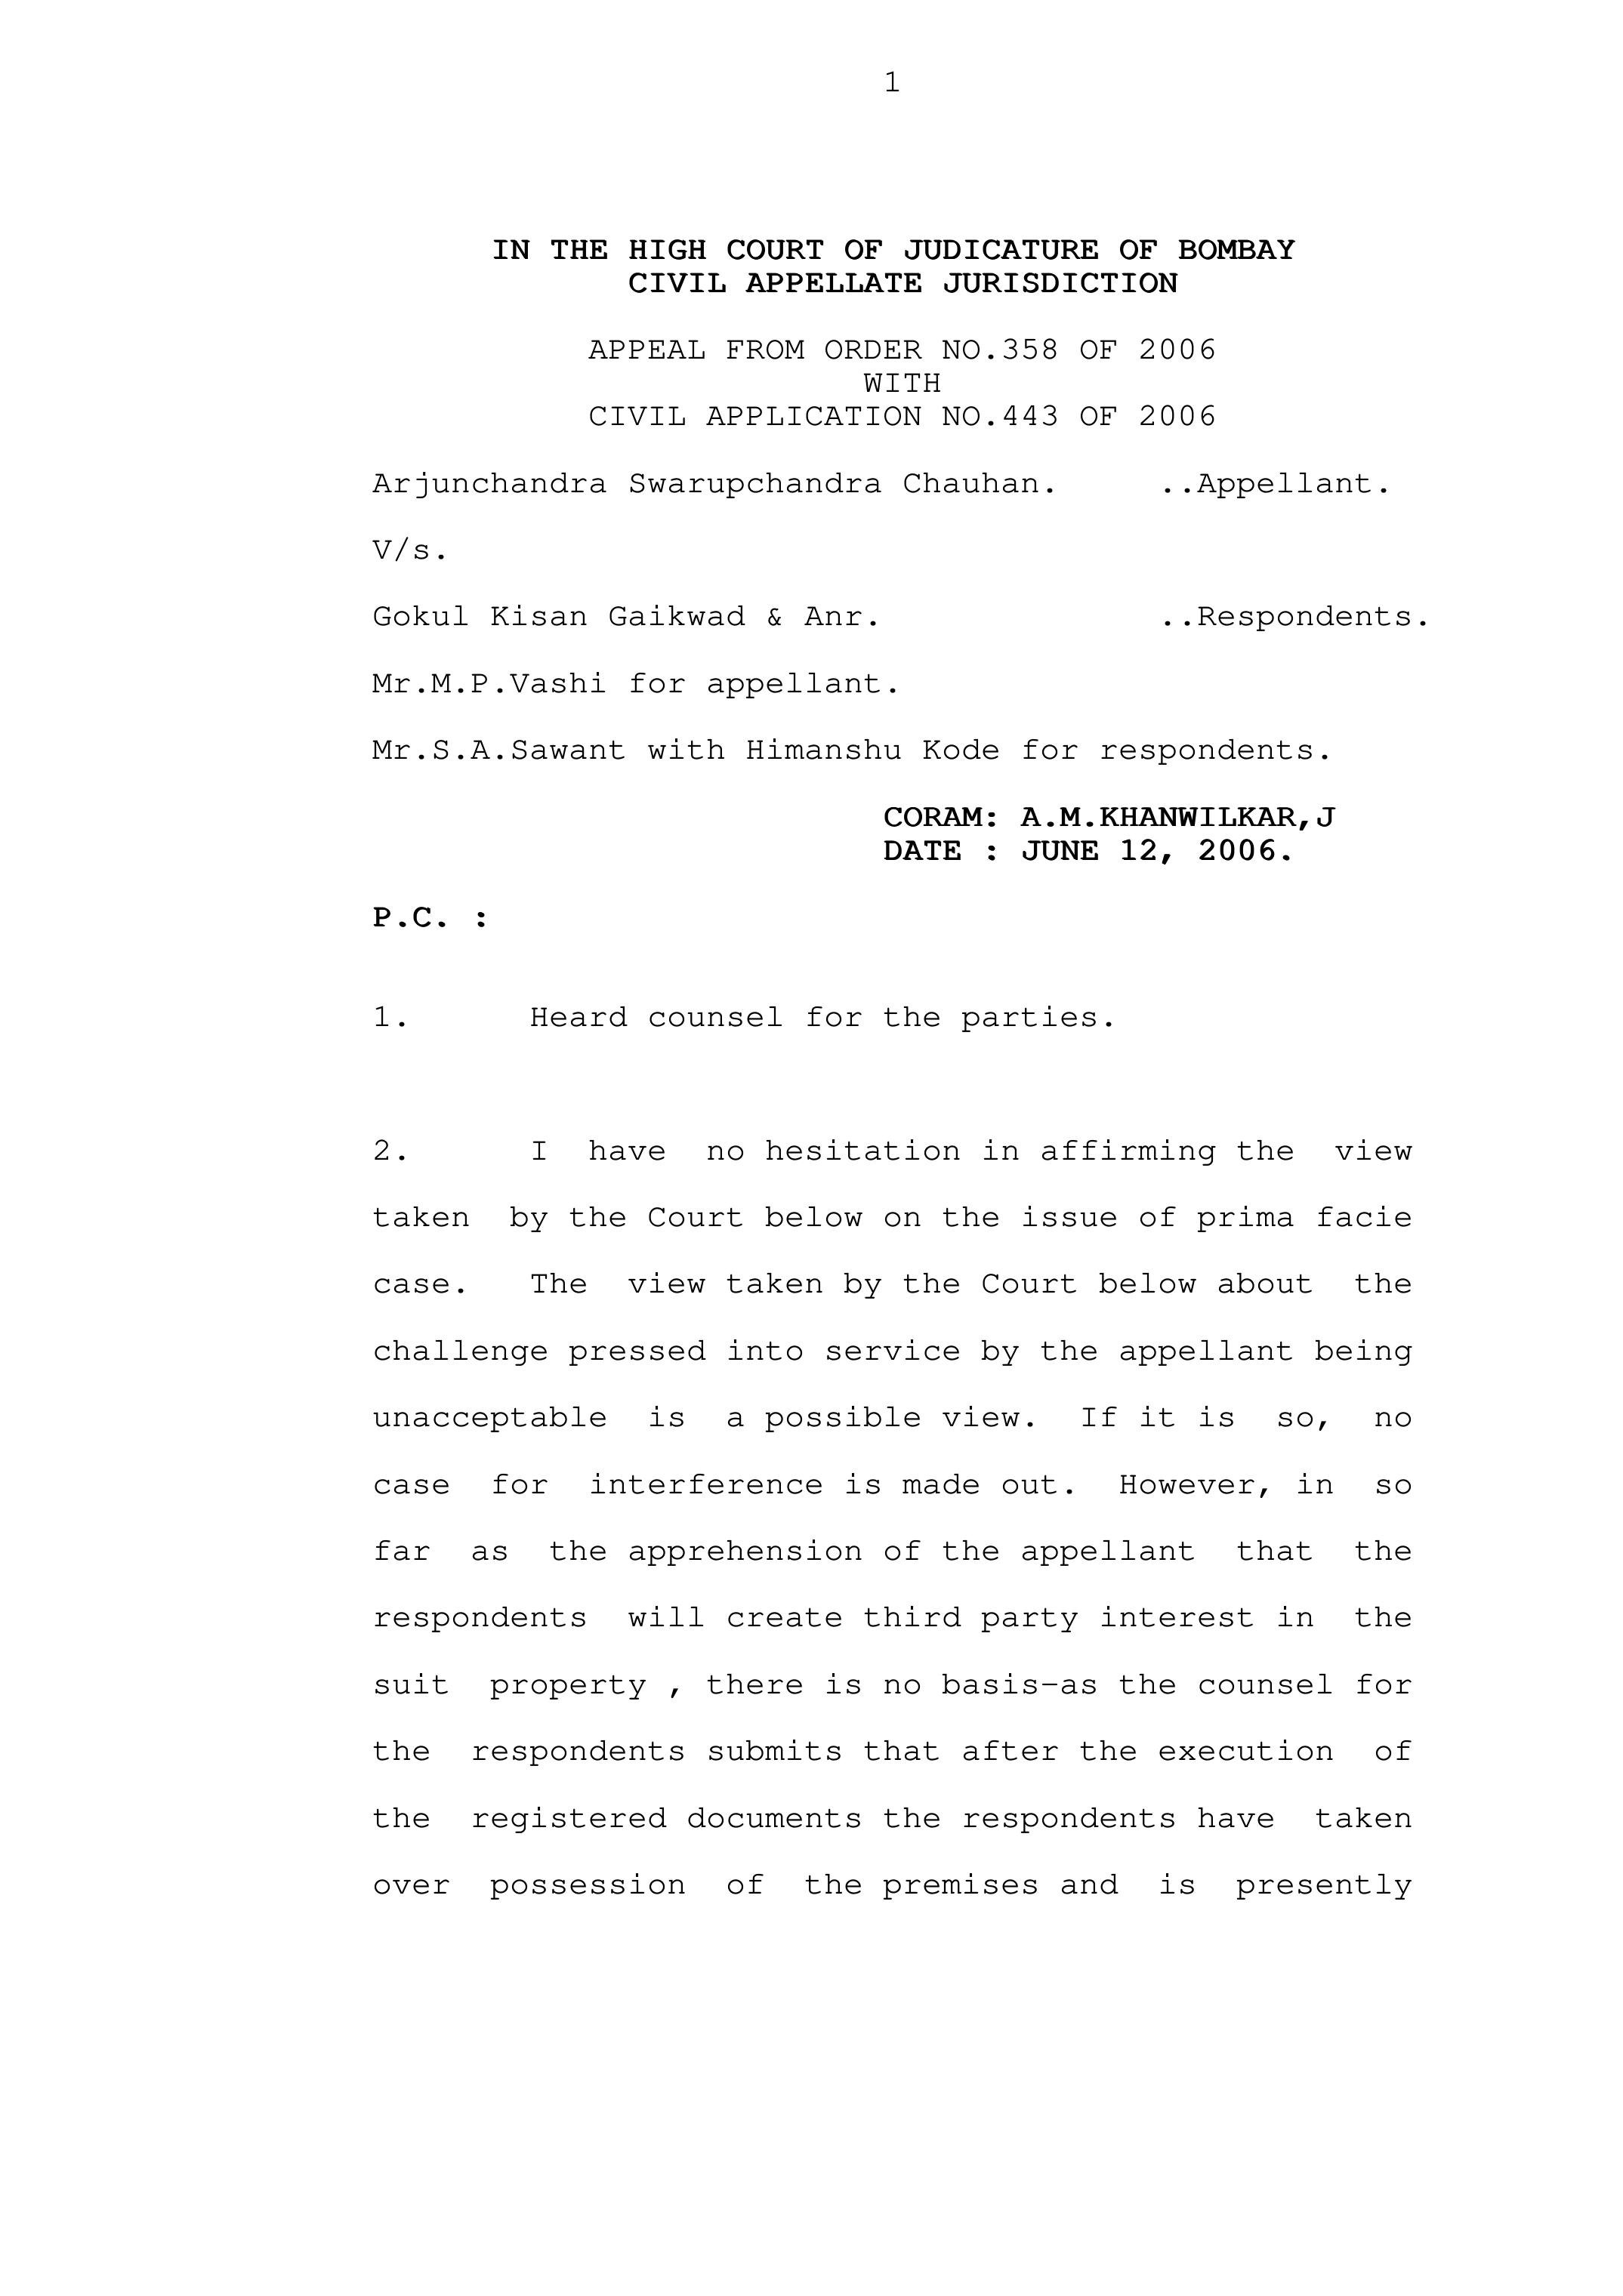 1
IN THE HIGH COURT OF JUDICATURE OF BOMBAY
CIVIL APPELLATE JURISDICTION
APPEAL FROM ORDER NO.358 OF 2006
WITH
CIVIL APPLICATION NO.443 OF 2006
Arjunchandra Swarupchandra Chauhan. ..Appellant.
V/s.
Gokul Kisan Gaikwad & Anr. ..Respondents.
Mr.M.P.Vashi for appellant.
Mr.S.A.Sawant with Himanshu Kode for respondents.
CORAM: A.M.KHANWILKAR,J
DATE : JUNE 12, 2006.
P.C. :
1. Heard counsel for the parties.
2. I have no hesitation in affirming the view
taken by the Court below on the issue of prima facie
case. The view taken by the Court below about the
challenge pressed into service by the appellant being
unacceptable is a possible view. If it is so, no
case for interference is made out. However, in so
far as the apprehension of the appellant that the
respondents will create third party interest in the
suit property , there is no basis-as the counsel for
the respondents submits that after the execution of
the registered documents the respondents have taken
over possession of the premises and is presently